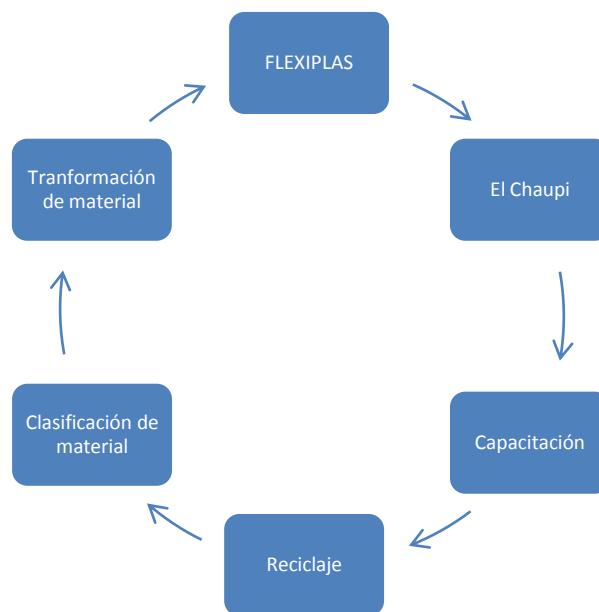 FLEXIPLAS
El Chaupi
Capacitación
Reciclaje
Clasificación de
material
Tranformación
de material